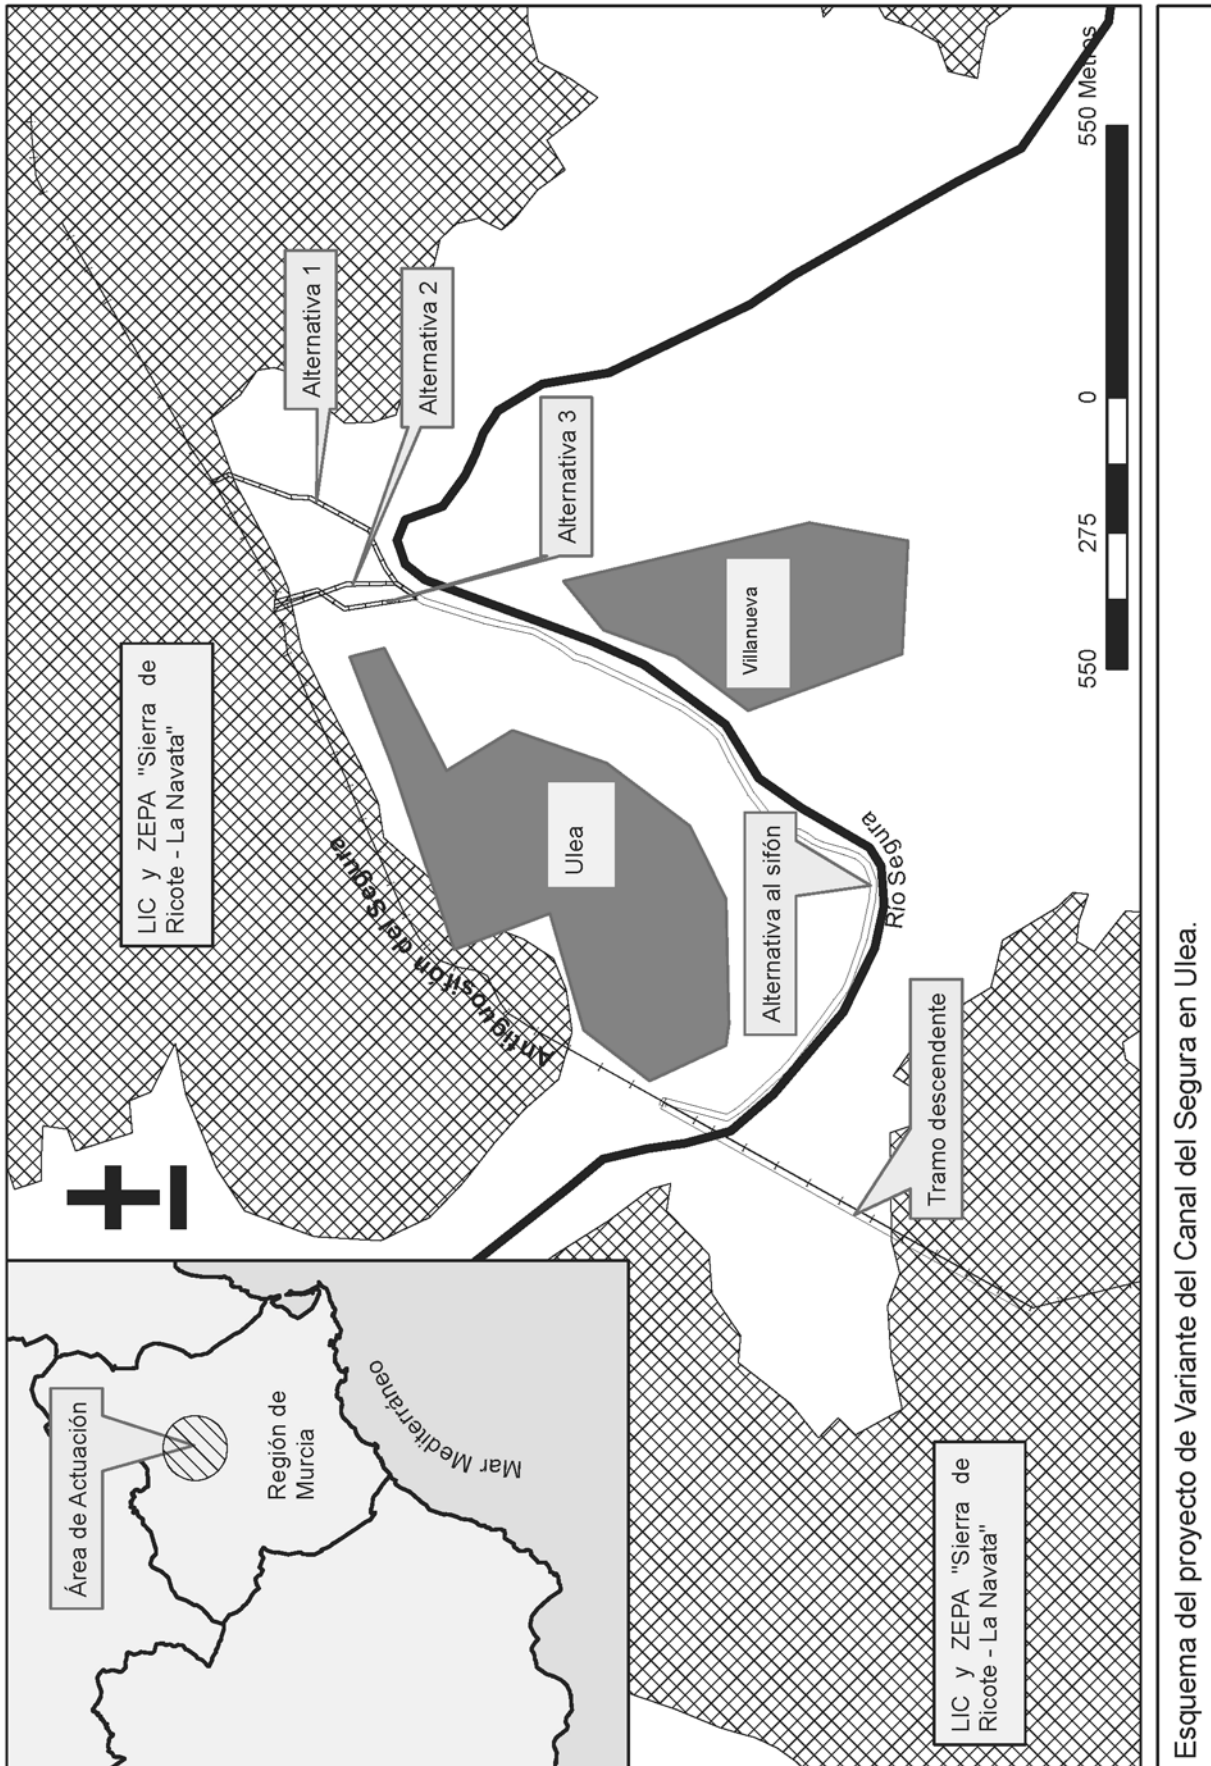 Área de Actuación
Región de
Murcia
Mar Mediterráneo
LIC y ZEPA "Sierra de
Ricote - La Navata"
Antiguo sifón del Segura
Alternativa 1
Alternativa 2
Alternativa 3
Ulea
Villanueva
Alternativa al sifón
Río Segura
Tramo descendente
LIC y ZEPA "Sierra de
Ricote - La Navata"
550 275 0 550 Metros
Esquema del proyecto de Variante del Canal del Segura en Ulea.